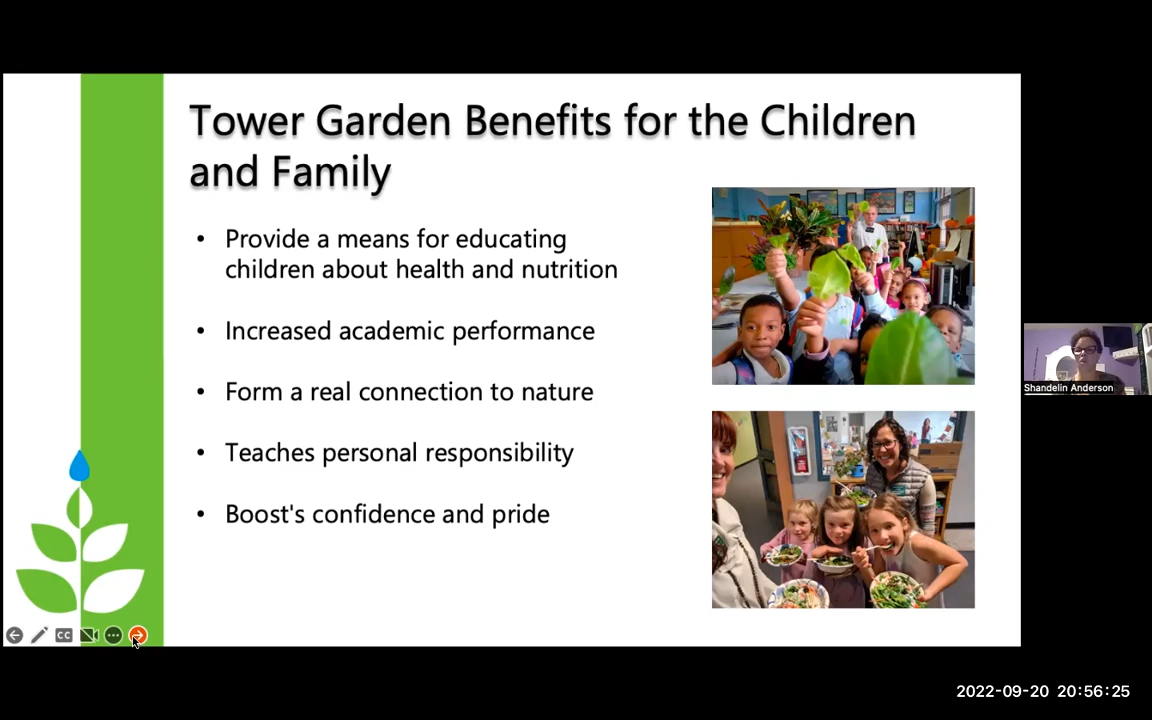 Tower Garden Benefits for the Children
and Family
• Provide a means for educating
children about health and nutrition
• Increased academic performance
• Form a real connection to nature
• Teaches personal responsibility
• Boost's confidence and pride
Shandelin Anderson
CC
2022-09-20 20:56:25